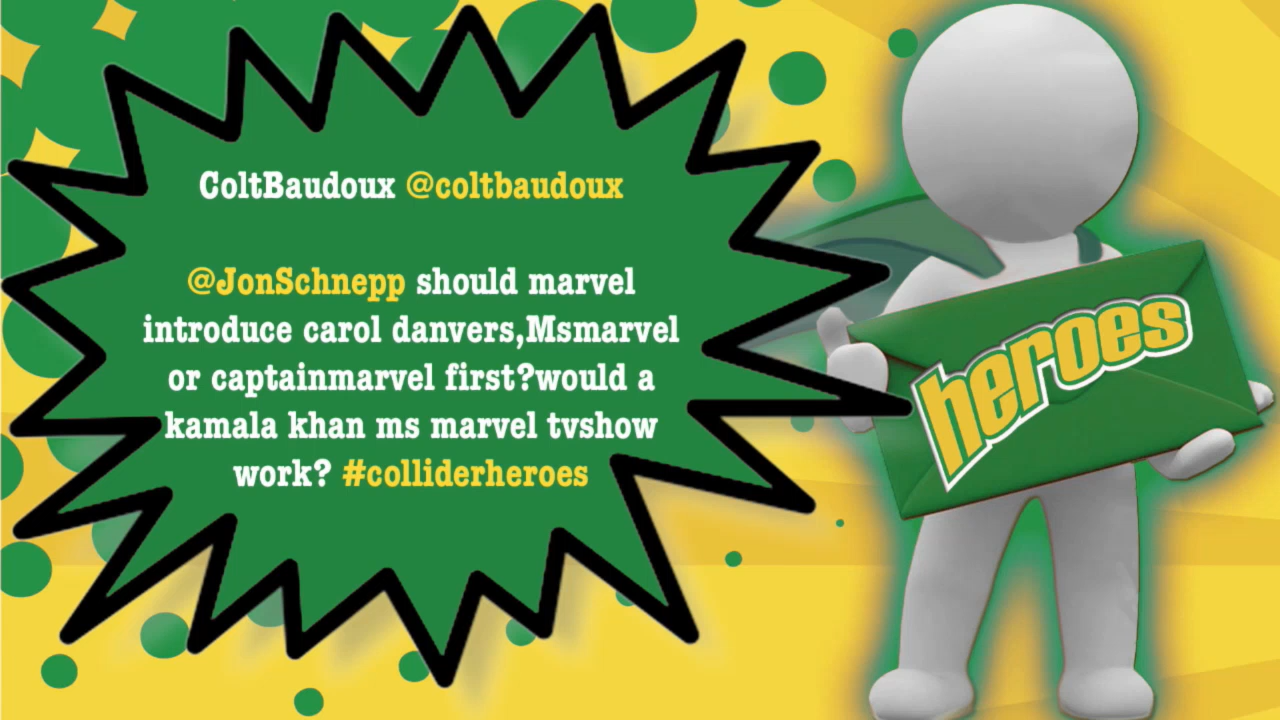 ColtBaudoux @coltbaudoux
@JonSchnepp should marvel
introduce carol danvers,Msmarvel
or captainmarvel first?would a
kamala khan ms marvel tvshow
work? #colliderheroes
heroes